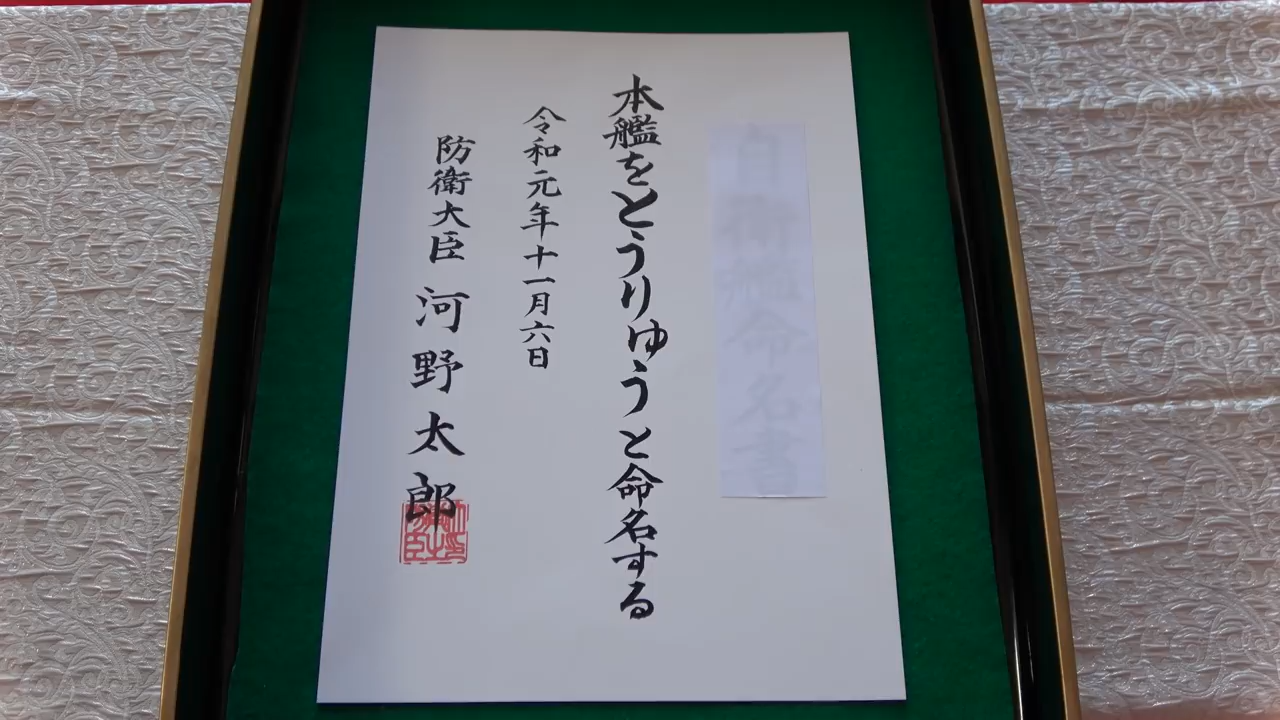 自衛艦命名書
本艦をとうりゅうと命名する
令和元年十一月六日
防衛大臣 河野太郎